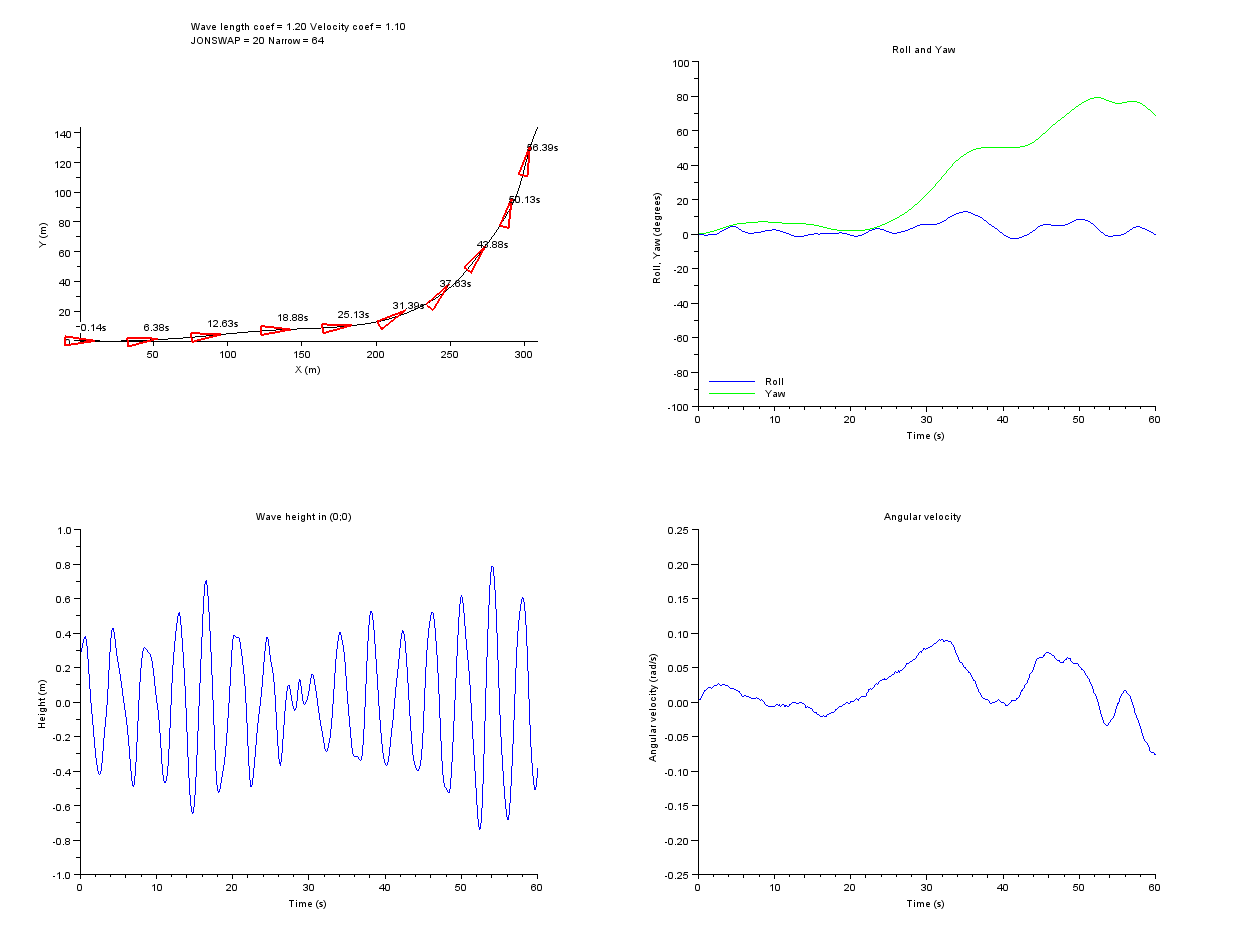 Wave length coef = 1.20 Velocity coef = 1.10
JONSWAP = 20 Narrow = 64
140
120
100
80
60
40
20
Y (m)
~0.14s
6.38s
12.63s
18.88s
25.13s
31.39s
37.63s
43.88s
50.13s
56.39s
50
100
150
200
250
300
X (m)
Roll and Yaw
100
80
60
40
20
0
-20
-40
-60
-80
-100
Roll, Yaw (degrees)
Roll
Yaw
0
10
20
30
40
50
60
Time (s)
Wave height in (0;0)
1.0
0.8
0.6
0.4
0.2
0.0
-0.2
-0.4
-0.6
-0.8
-1.0
Height (m)
0
10
20
30
40
50
60
Time (s)
Angular velocity
0.25
0.20
0.15
0.10
0.05
0.00
-0.05
-0.10
-0.15
-0.20
-0.25
Angular velocity (rad/s)
0
10
20
30
40
50
60
Time (s)